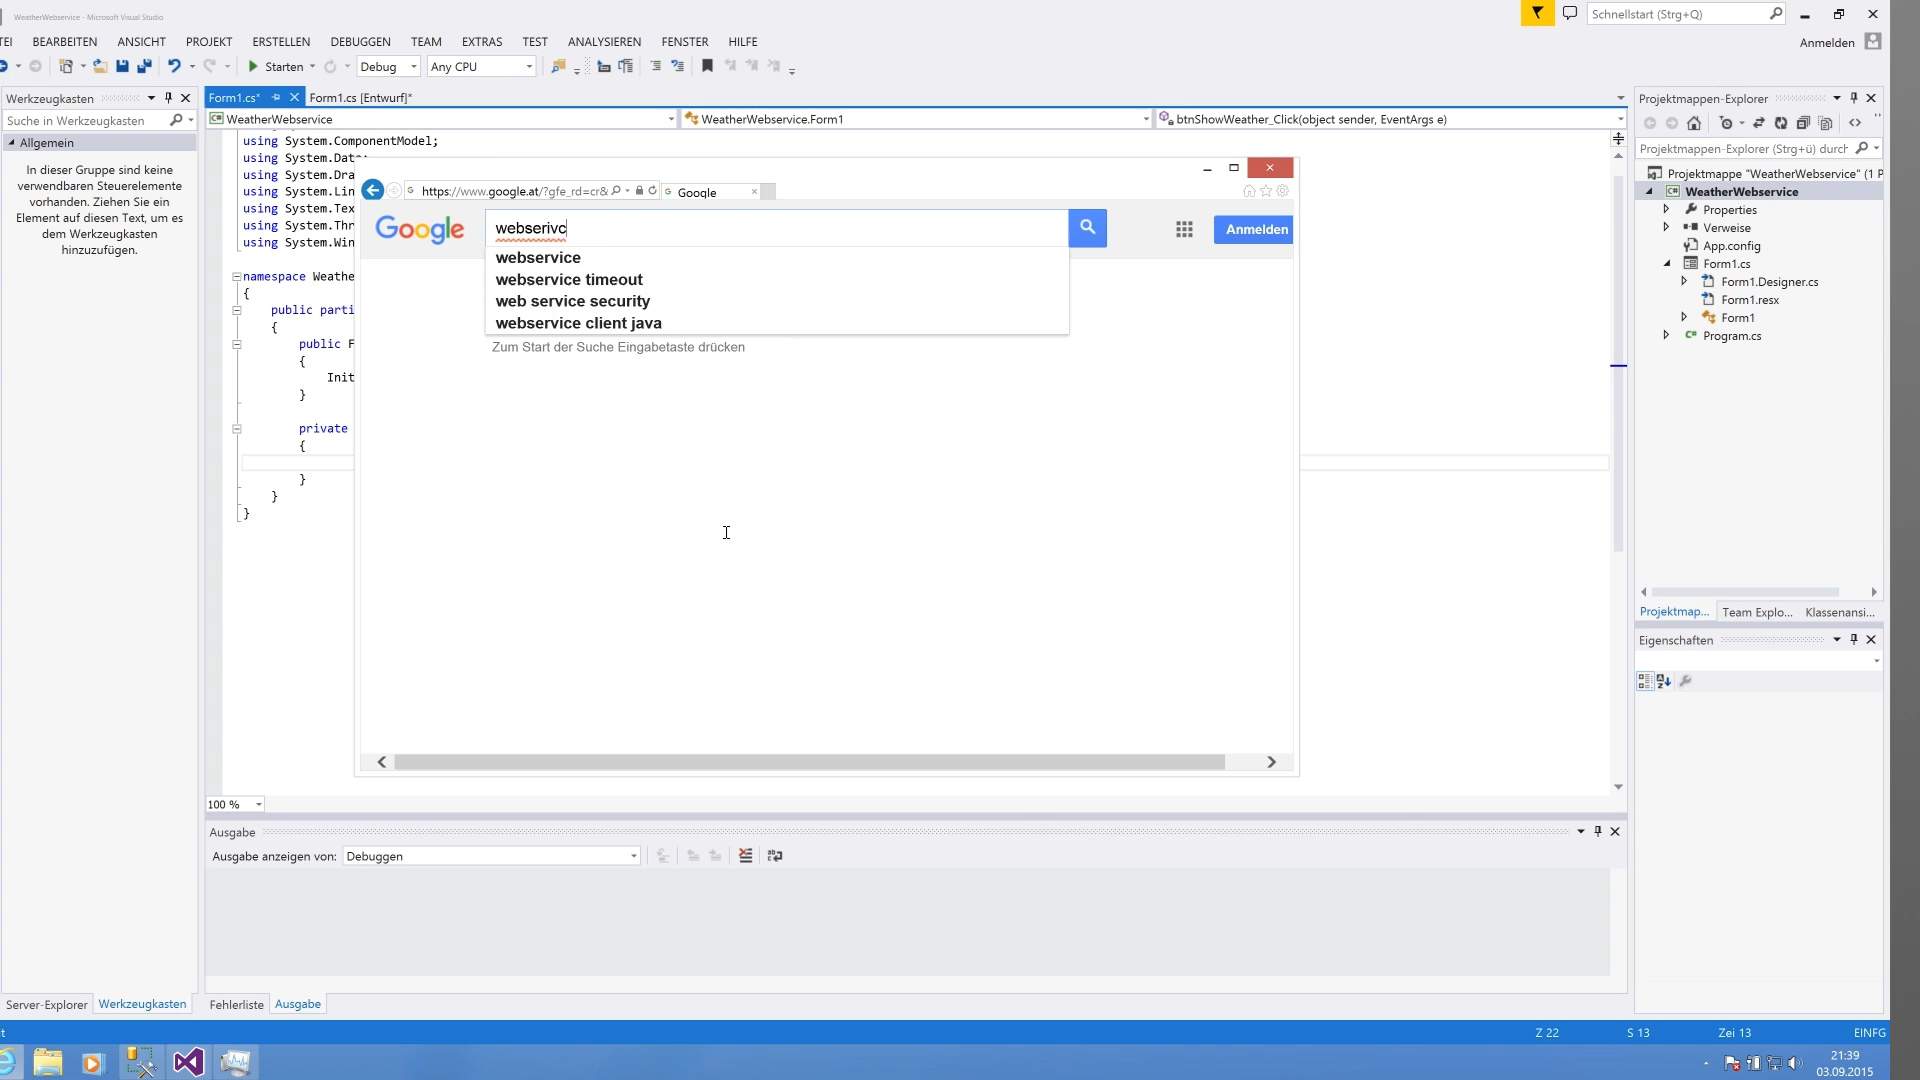 WeatherWebservice - Microsoft Visual Studio
Schnellstart (Strg+Q)
TEI BEARBEITEN ANSICHT PROJEKT ERSTELLEN DEBUGGEN TEAM EXTRAS TEST ANALYSIEREN FENSTER HILFE
Anmelden
Starten Debug Any CPU
Werkzeugkasten
Suche in Werkzeugkasten
Allgemein
In dieser Gruppe sind keine
verwendbaren Steuerelemente
vorhanden. Ziehen Sie ein
Element auf diesen Text, um es
dem Werkzeugkasten
hinzuzufügen.
Form1.cs* Form1.cs [Entwurf]*
WeatherWebservice WeatherWebservice.Form1 btnShowWeather_Click(object sender, EventArgs e)
using System.ComponentModel;
using System.Data;
using System.Dra
using System.Lin
using System.Tex
using System.Thr
using System.Win
namespace Weathe
{
public parti
{
public F
{
Init
}
private
{
}
}
}
https://www.google.at/?gfe_rd=cr& Google
Google webserivc Anmelden
webservice
webservice timeout
web service security
webservice client java
Zum Start der Suche Eingabetaste drücken
100 %
Ausgabe
Ausgabe anzeigen von: Debuggen
Server-Explorer Werkzeugkasten Fehlerliste Ausgabe
Projektmappen-Explorer
Projektmappen-Explorer (Strg+ü) durch
Projektmappe "WeatherWebservice" (1 P
WeatherWebservice
Properties
Verweise
App.config
Form1.cs
Form1.Designer.cs
Form1.resx
Form1
Program.cs
Projektmap... Team Explo... Klassenansi...
Eigenschaften
t Z 22 S 13 Zei 13 EINFG
21:39
03.09.2015